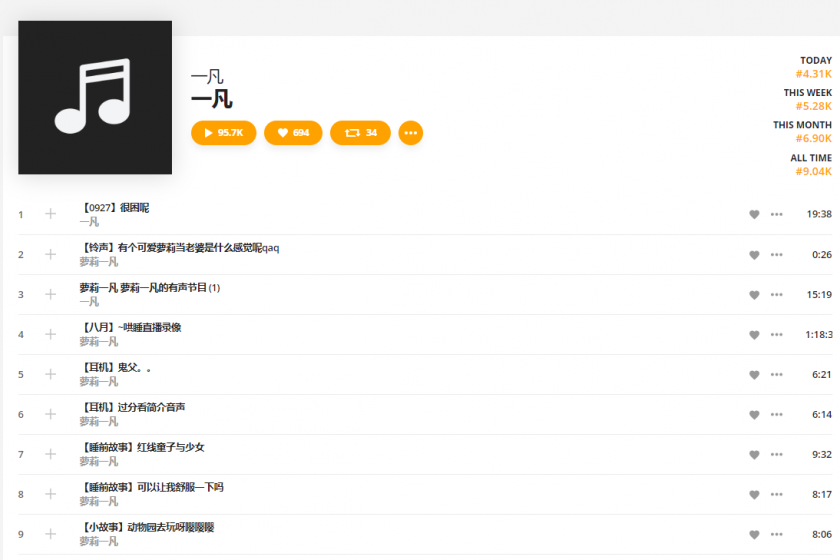 一凡
一凡
95.7K 694 34
TODAY
#4.31K
THIS WEEK
#5.28K
THIS MONTH
#6.90K
ALL TIME
#9.04K
1 【0927】很困呢 19:38
一凡
2 【铃声】有个可爱萝莉当老婆是什么感觉呢qaq 0:26
萝莉一凡
3 萝莉一凡 萝莉一凡的有声节目 (1) 15:19
一凡
4 【八月】~哄睡直播录像 1:18:3
萝莉一凡
5 【耳机】鬼父。。 6:21
萝莉一凡
6 【耳机】过分看简介音声 6:14
萝莉一凡
7 【睡前故事】红线童子与少女 9:32
萝莉一凡
8 【睡前故事】可以让我舒服一下吗 8:17
萝莉一凡
9 【小故事】动物园去玩呀嘤嘤嘤 8:06
萝莉一凡